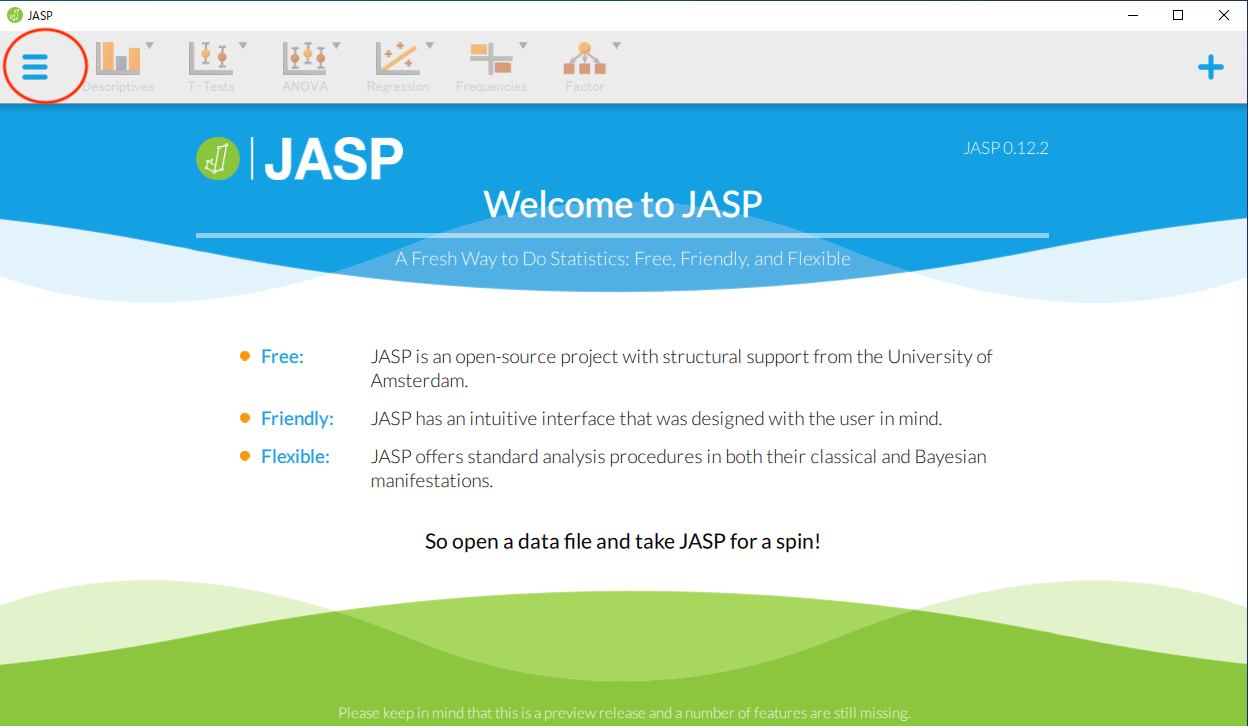 JASP
Descriptives
T-Tests
ANOVA
Regression
Frequencies
Factor
JASP
JASP 0.12.2
Welcome to JASP
A Fresh Way to Do Statistics: Free, Friendly, and Flexible
Free: JASP is an open-source project with structural support from the University of
Amsterdam.
Friendly: JASP has an intuitive interface that was designed with the user in mind.
Flexible: JASP offers standard analysis procedures in both their classical and Bayesian
manifestations.
So open a data file and take JASP for a spin!
Please keep in mind that this is a preview release and a number of features are still missing.